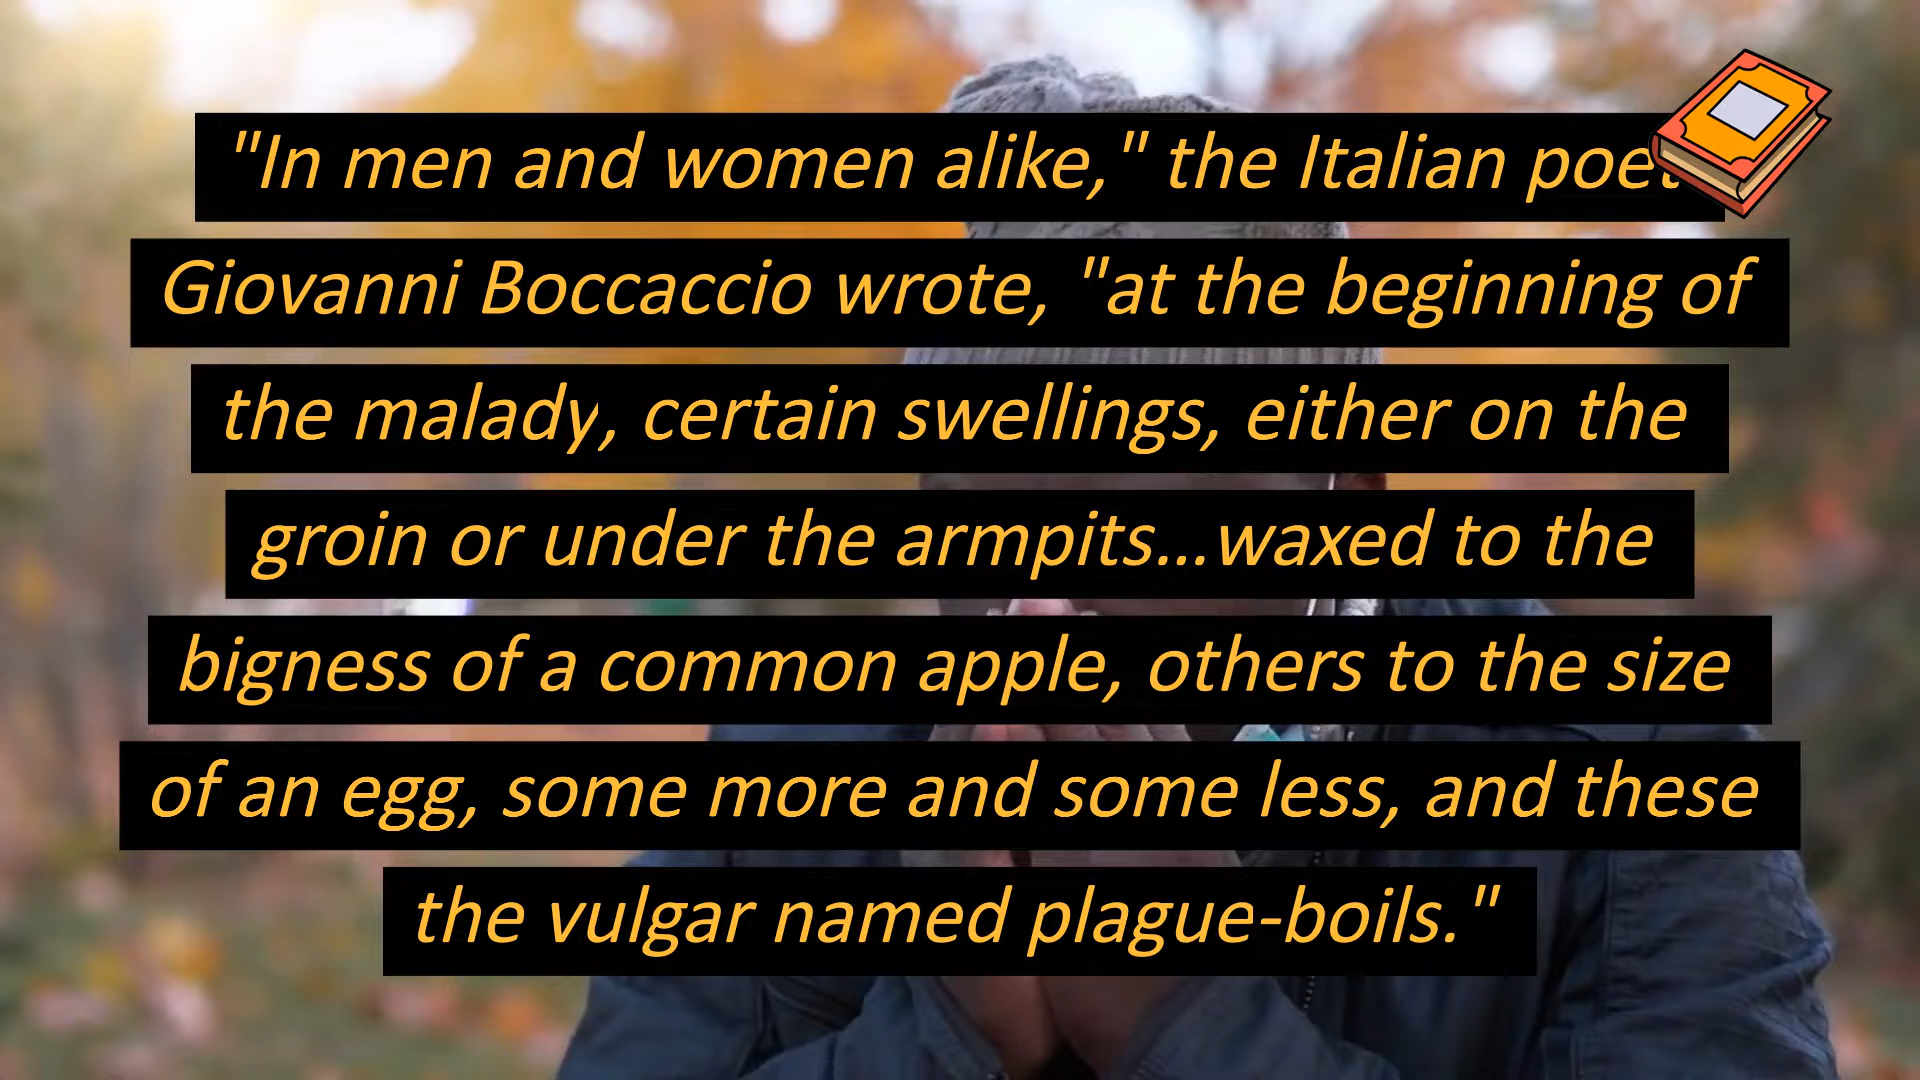 "In men and women alike," the Italian poet
Giovanni Boccaccio wrote, "at the beginning of
the malady, certain swellings, either on the
groin or under the armpits...waxed to the
bigness of a common apple, others to the size
of an egg, some more and some less, and these
the vulgar named plague-boils."